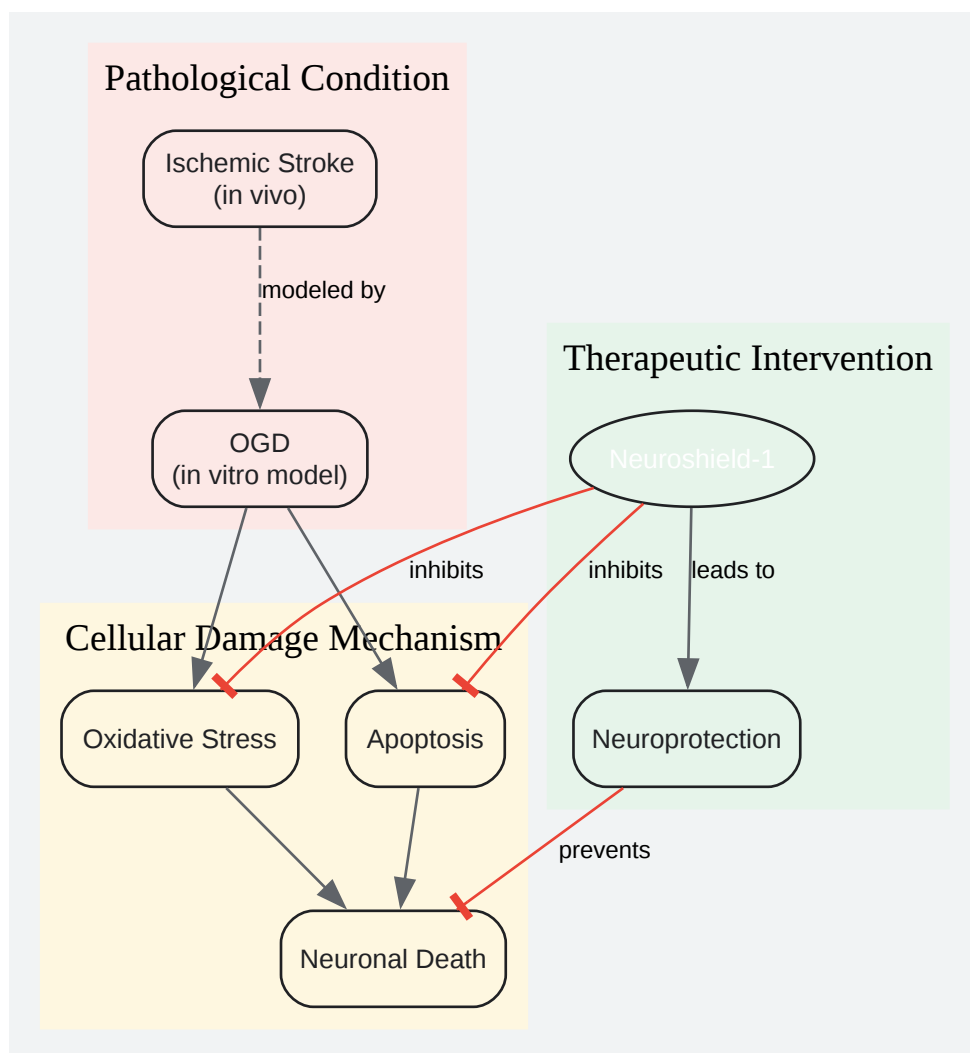 Pathological Condition
Ischemic Stroke
(in vivo)
modeled by
OGD
(in vitro model)
Therapeutic Intervention
Neuroshield-1
inhibits
inhibits
leads to
Cellular Damage Mechanism
Oxidative Stress
Apoptosis
Neuroprotection
prevents
Neuronal Death